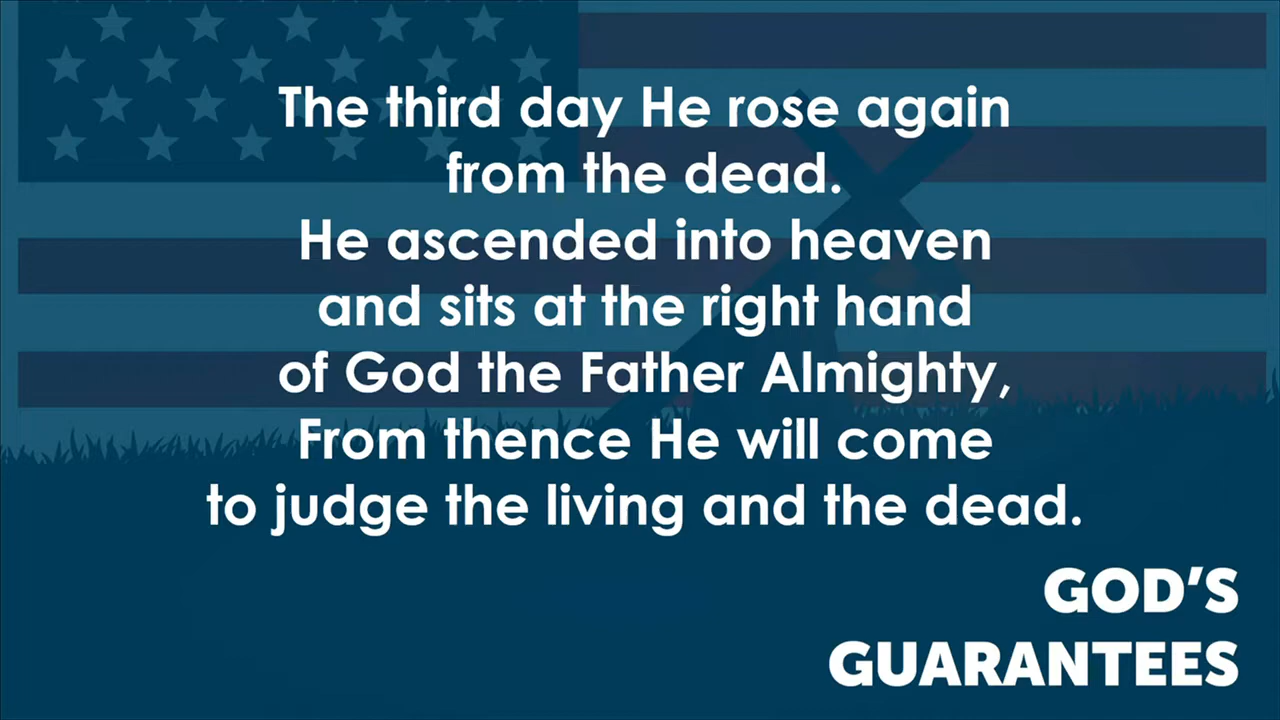 The third day He rose again
from the dead.
He ascended into heaven
and sits at the right hand
of God the Father Almighty,
From thence He will come
to judge the living and the dead.
GOD'S
GUARANTEES